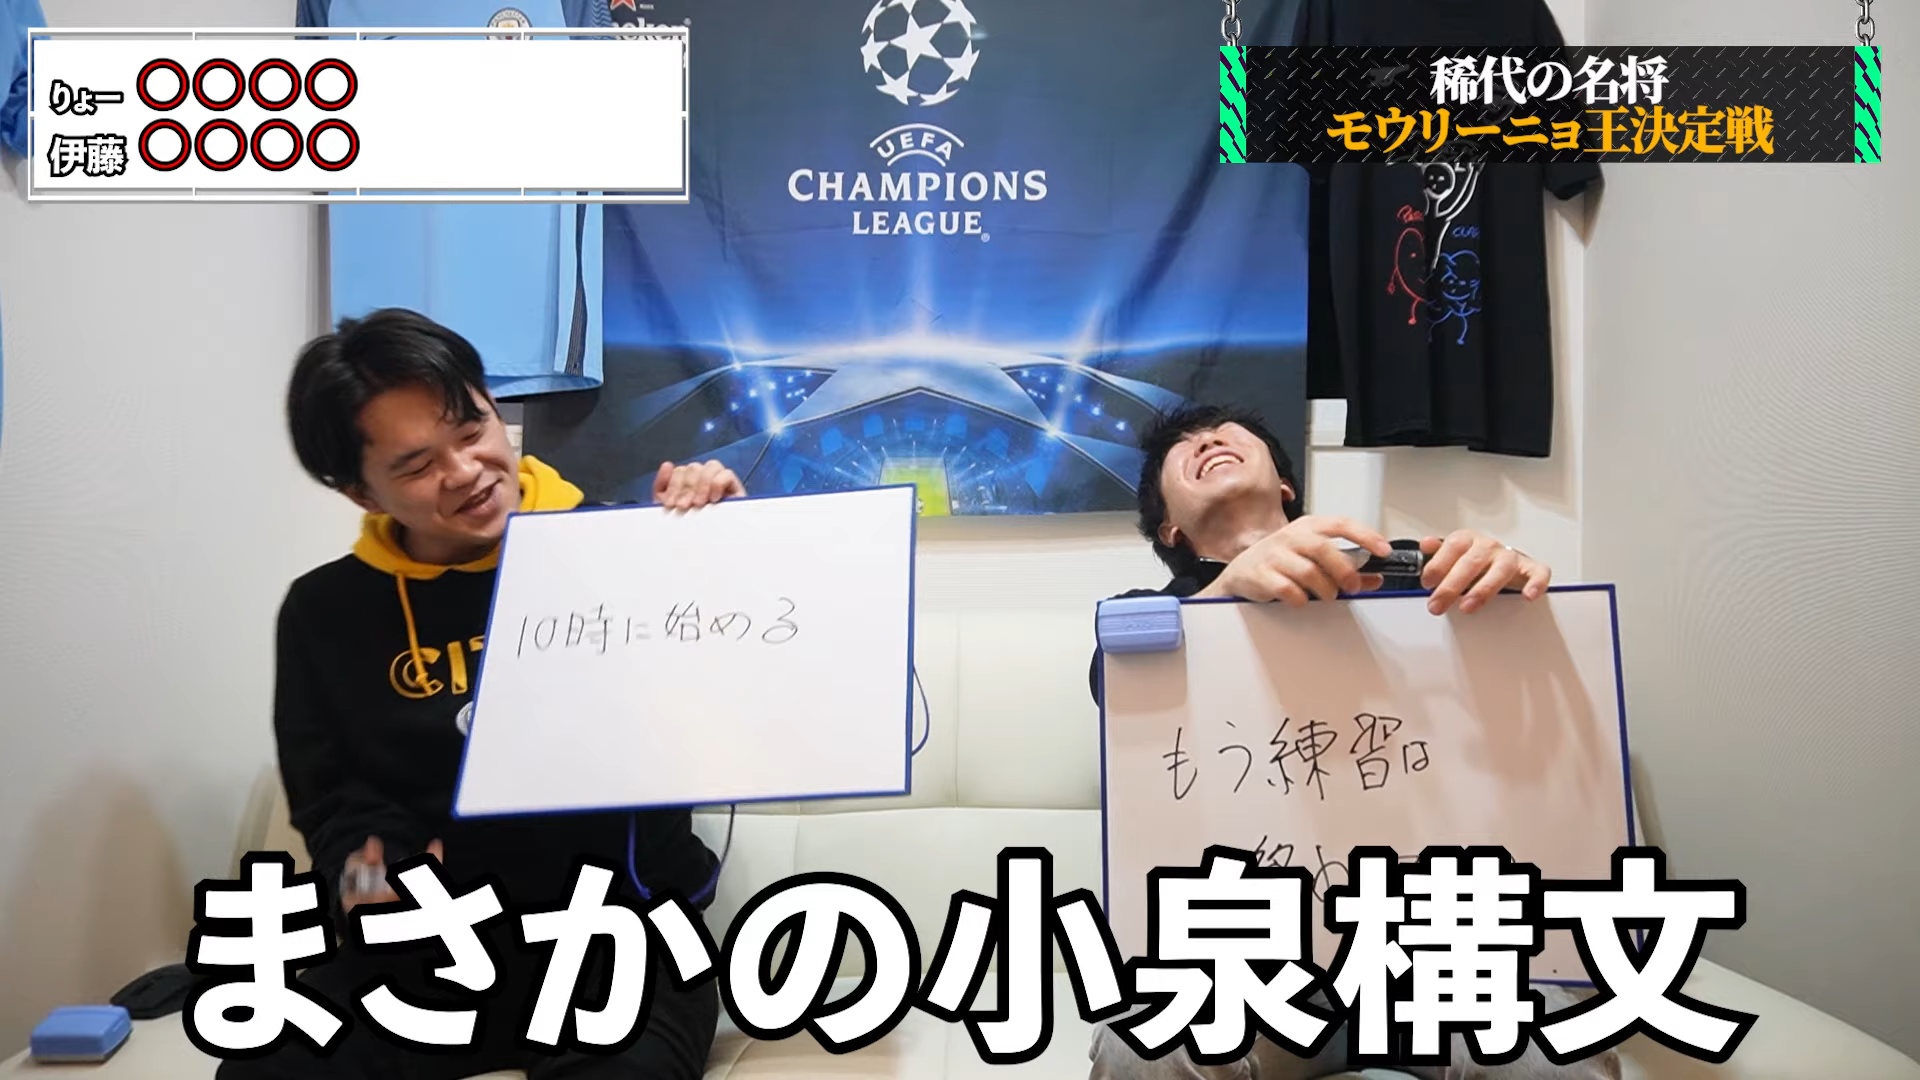 りょー
伊藤
稀代の名将
モウリーニョ王決定戦
UEFA
CHAMPIONS
LEAGUE
10時に始める
もう練習は
まさかの小泉構文